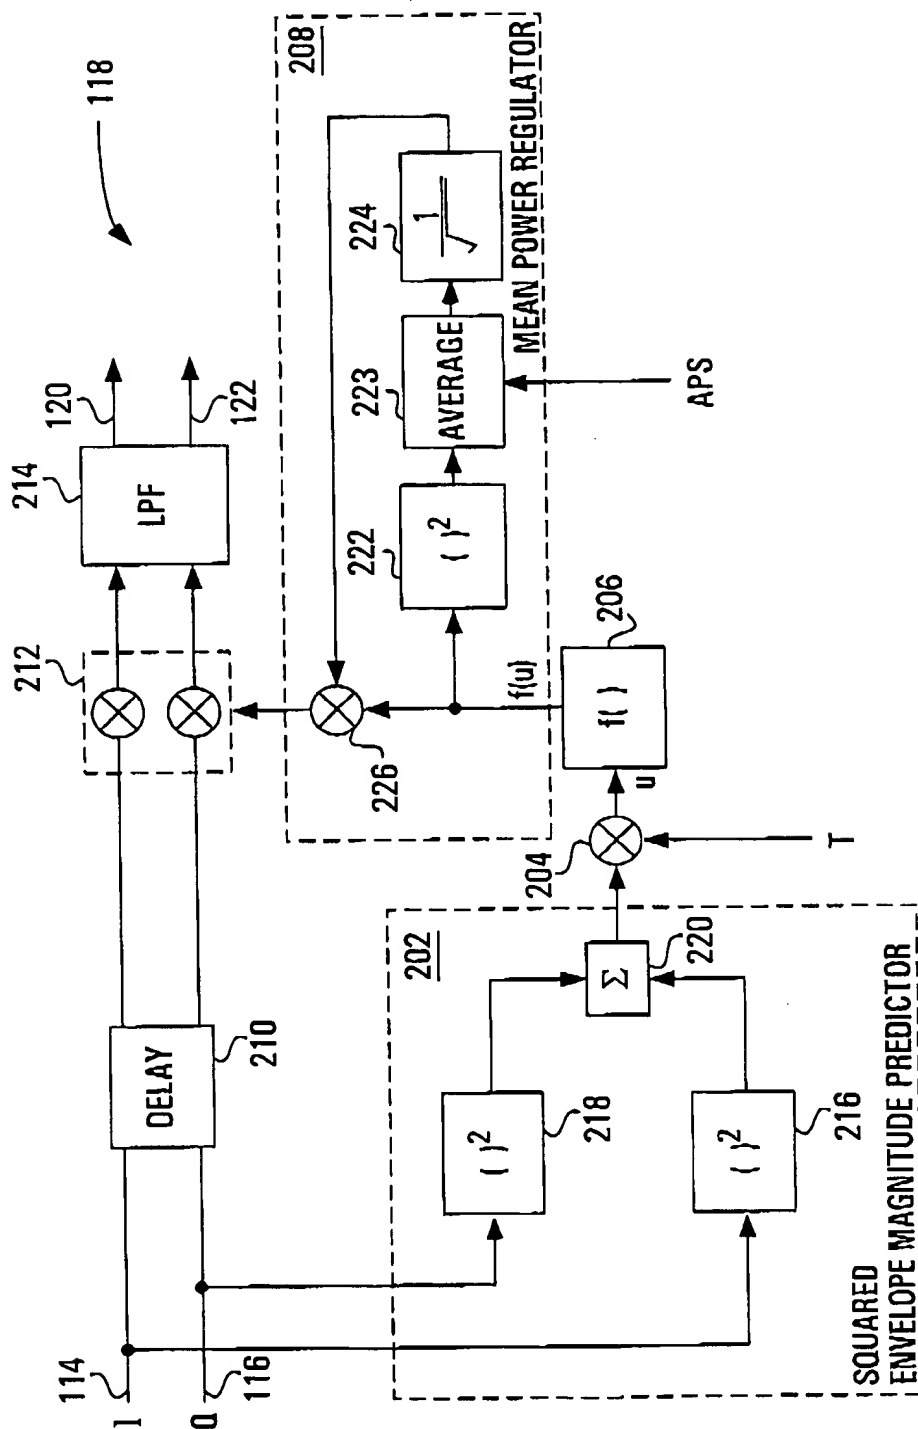 118
114
I
116
Q
DELAY
210
212
LPF
214
120
122
208
MEAN POWER REGULATOR
226
222
( )²
223
AVERAGE
224
1
√
APS
f(u)
206
f( )
u
204
T
202
SQUARED
ENVELOPE MAGNITUDE PREDICTOR
218
( )²
216
( )²
220
Σ